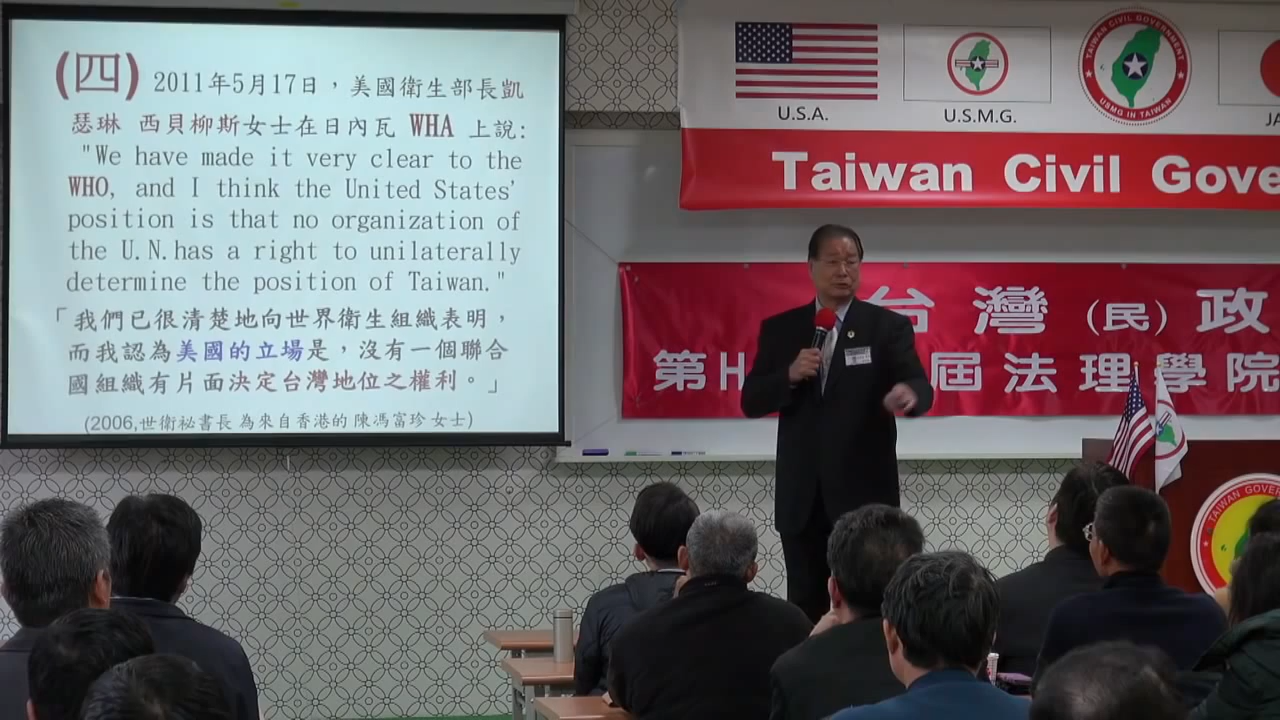 (四) 2011年5月17日，美國衛生部長凱
瑟琳 西貝柳斯女士在日內瓦 WHA 上說:
"We have made it very clear to the
WHO, and I think the United States'
position is that no organization of
the U.N.has a right to unilaterally
determine the position of Taiwan."
「我們已很清楚地向世界衛生組織表明，
而我認為美國的立場是，沒有一個聯合
國組織有片面決定台灣地位之權利。」
(2006,世衛祕書長 為來自香港的 陳馮富珍 女士)
U.S.A.
U.S.M.G.
JA
TAIWAN CIVIL GOVERNMENT
USMG IN TAIWAN
Taiwan Civil Gove
台灣(民)政
第H 屆法理學院
TAIWAN GOVER